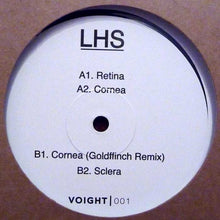 LHS
A1. Retina
A2. Cornea
B1. Cornea (Goldffinch Remix)
B2. Sclera
VOIGHT|001